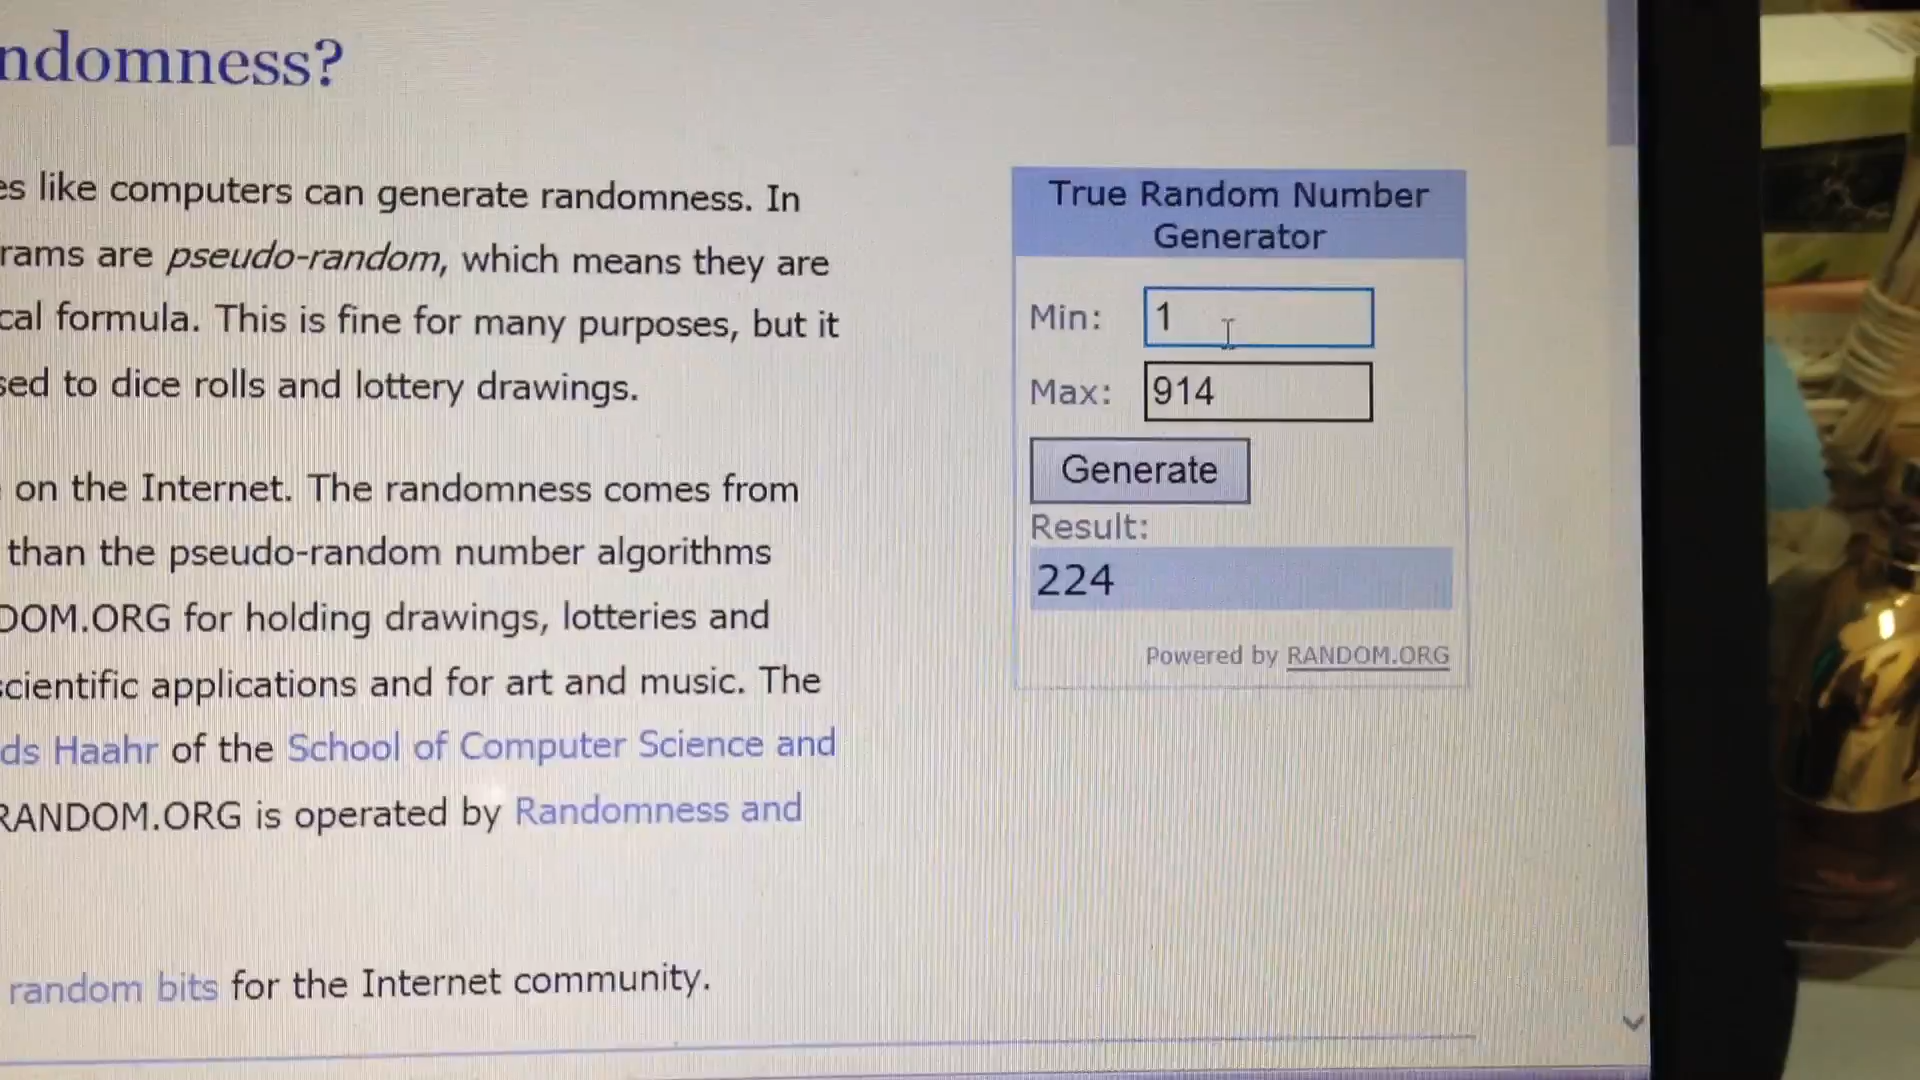 ndomness?
es like computers can generate randomness. In
rams are pseudo-random, which means they are
cal formula. This is fine for many purposes, but it
sed to dice rolls and lottery drawings.
on the Internet. The randomness comes from
than the pseudo-random number algorithms
DOM.ORG for holding drawings, lotteries and
scientific applications and for art and music. The
ds Haahr of the School of Computer Science and
RANDOM.ORG is operated by Randomness and
random bits for the Internet community.
True Random Number
Generator
Min: 1
Max: 914
Generate
Result:
224
Powered by RANDOM.ORG